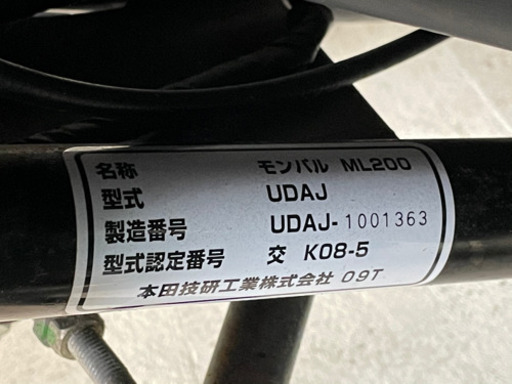 名称 モンパル ML200
型式 UDAJ
製造番号 UDAJ-1001363
型式認定番号 交 K08-5
本田技研工業株式会社 09T